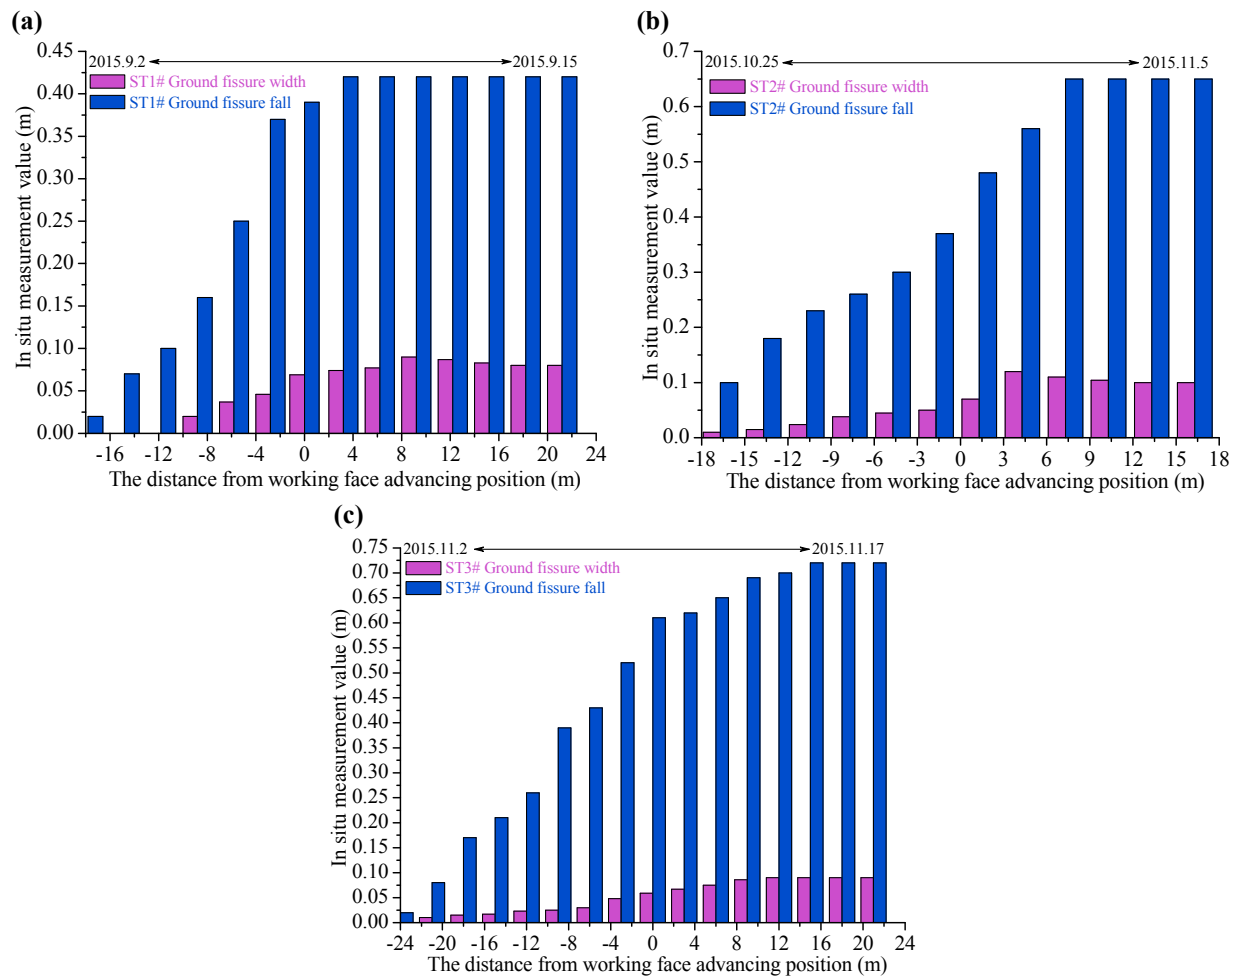 (a)
2015.9.2
2015.9.15
ST1# Ground fissure width
ST1# Ground fissure fall
In situ measurement value (m)
0.45
0.40
0.35
0.30
0.25
0.20
0.15
0.10
0.05
0.00
-16 -12 -8 -4 0 4 8 12 16 20 24
The distance from working face advancing position (m)
(b)
2015.10.25
2015.11.5
ST2# Ground fissure width
ST2# Ground fissure fall
In situ measurement value (m)
0.7
0.6
0.5
0.4
0.3
0.2
0.1
0.0
-18 -15 -12 -9 -6 -3 0 3 6 9 12 15 18
The distance from working face advancing position (m)
(c)
2015.11.2
2015.11.17
ST3# Ground fissure width
ST3# Ground fissure fall
In situ measurement value (m)
0.75
0.70
0.65
0.60
0.55
0.50
0.45
0.40
0.35
0.30
0.25
0.20
0.15
0.10
0.05
0.00
-24 -20 -16 -12 -8 -4 0 4 8 12 16 20 24
The distance from working face advancing position (m)